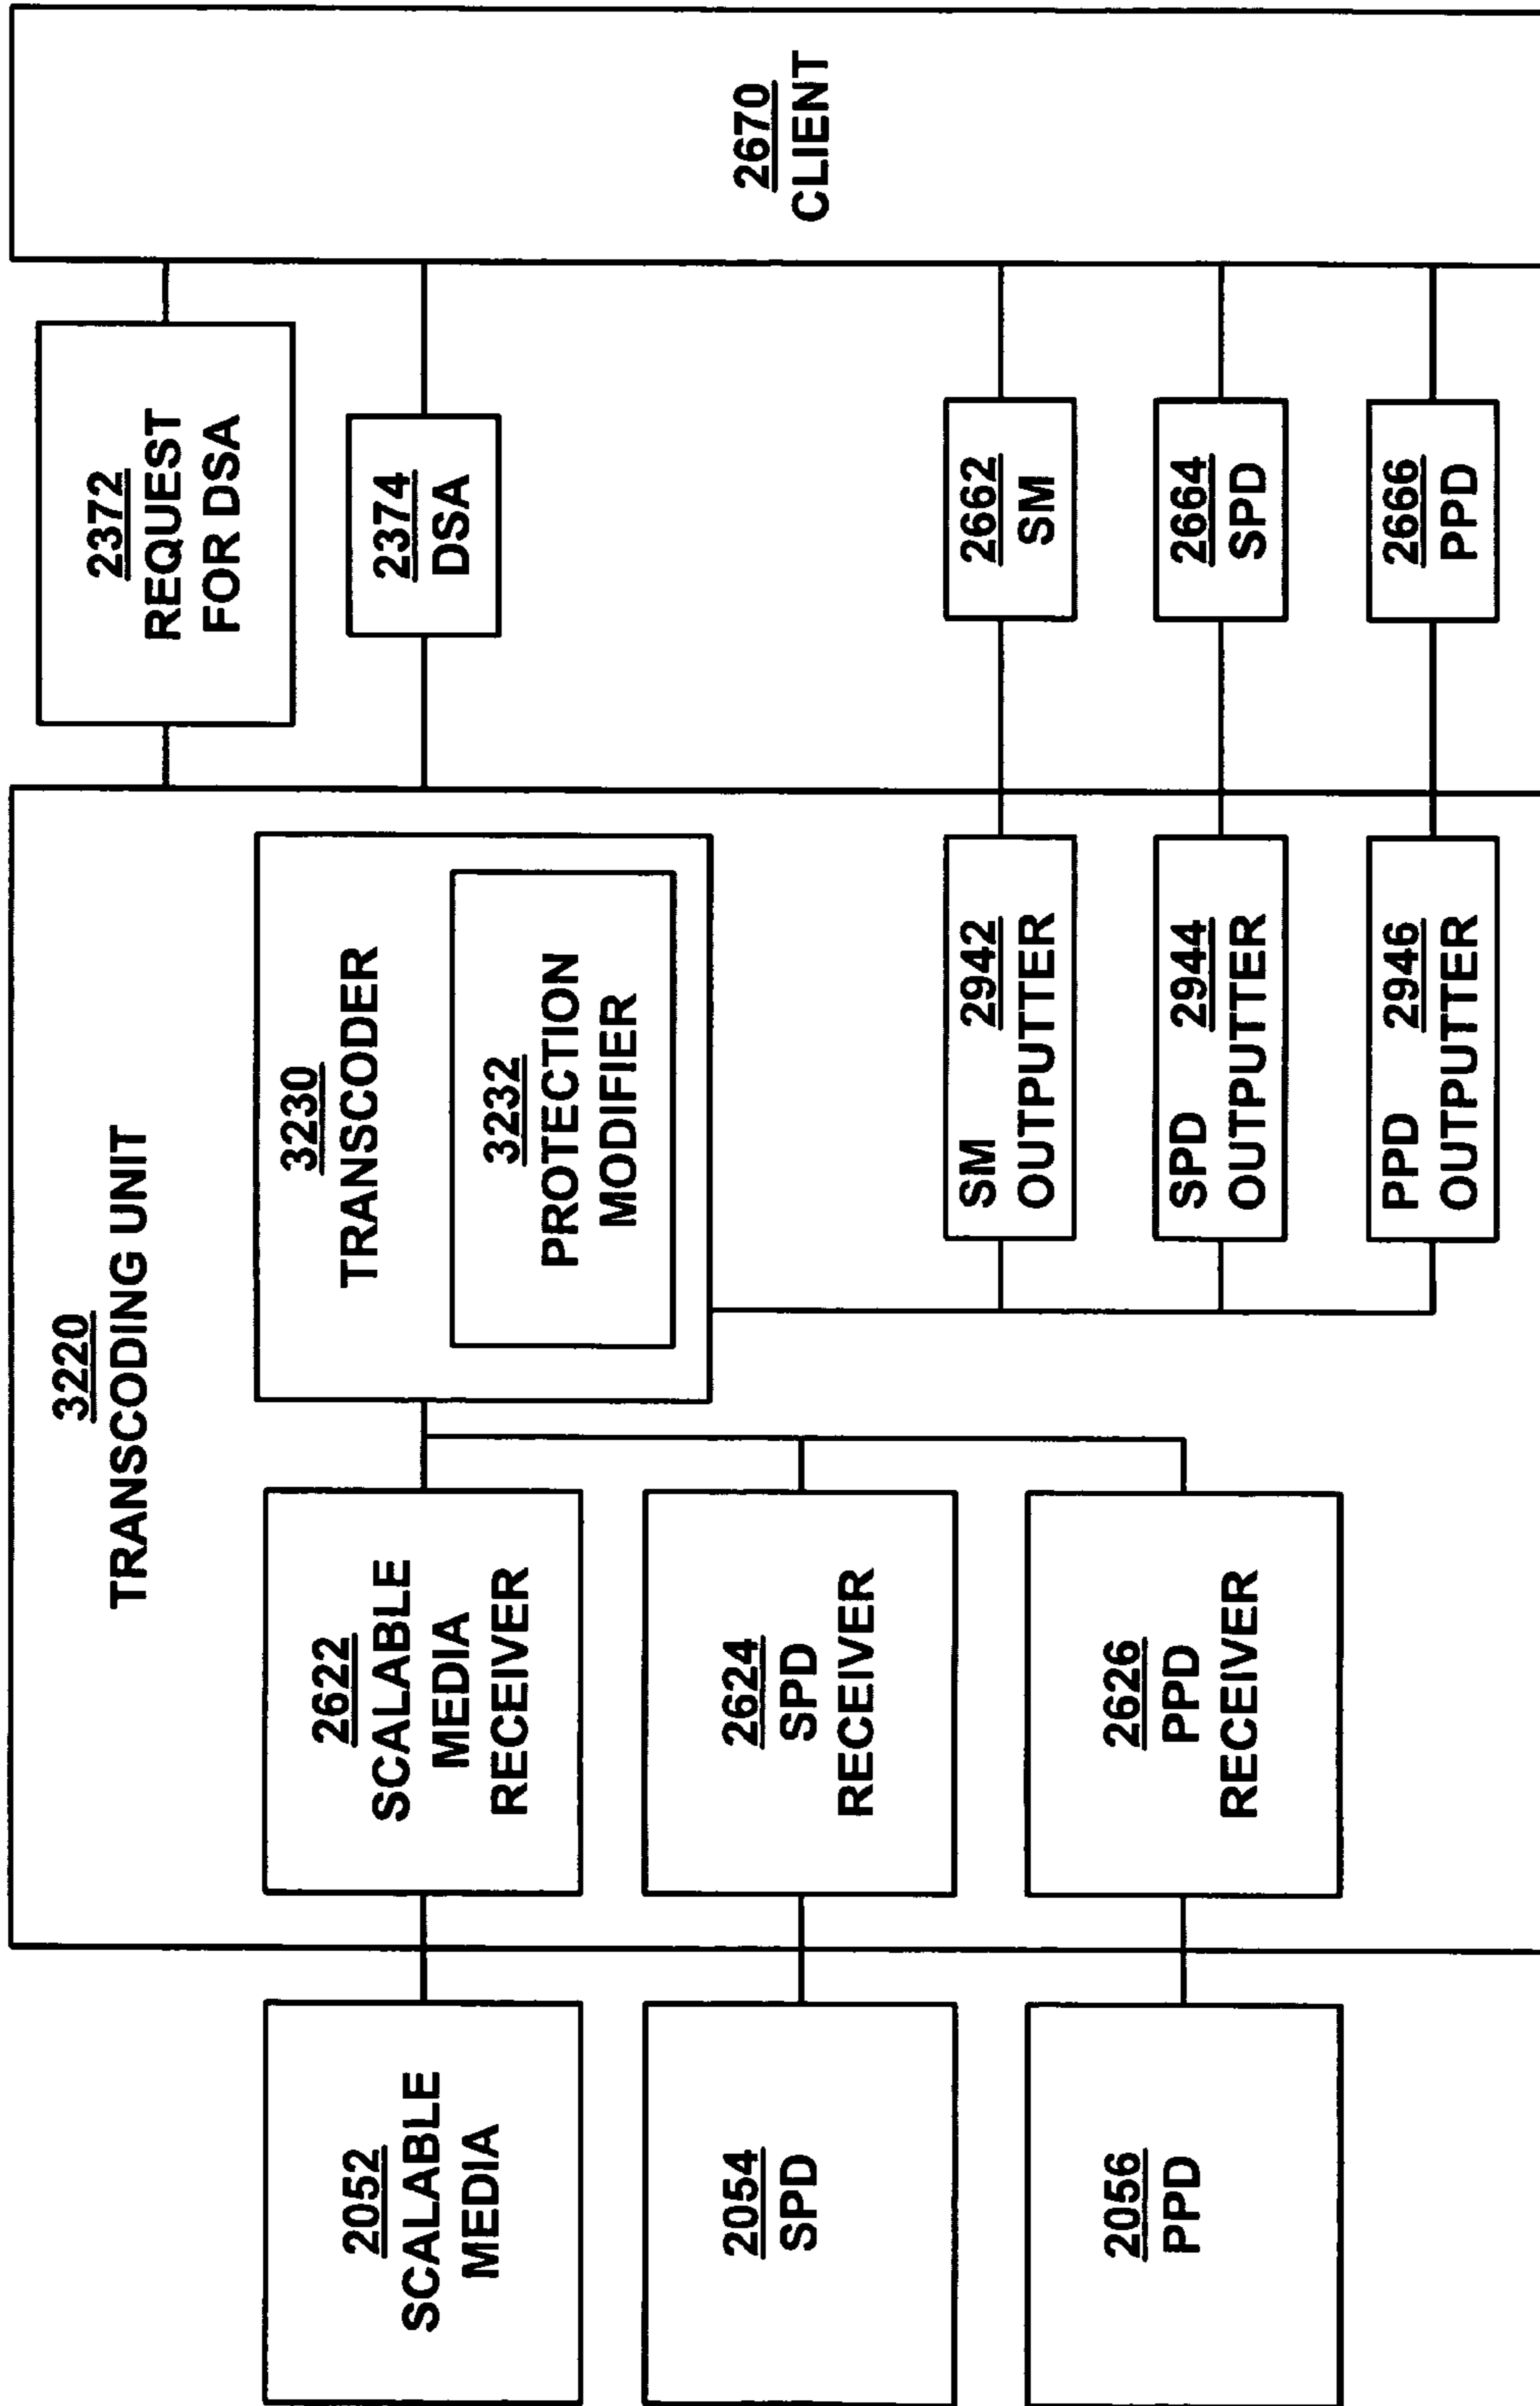 3220
TRANSCODING UNIT
2052
SCALABLE
MEDIA
2622
SCALABLE
MEDIA
RECEIVER
3230
TRANSCODER
3232
PROTECTION
MODIFIER
2372
REQUEST
FOR DSA
2374
DSA
2670
CLIENT
2054
SPD
2624
SPD
RECEIVER
2056
PPD
2626
PPD
RECEIVER
SM 2942
OUTPUTTER
2662
SM
SPD 2944
OUTPUTTER
2664
SPD
PPD 2946
OUTPUTTER
2666
PPD